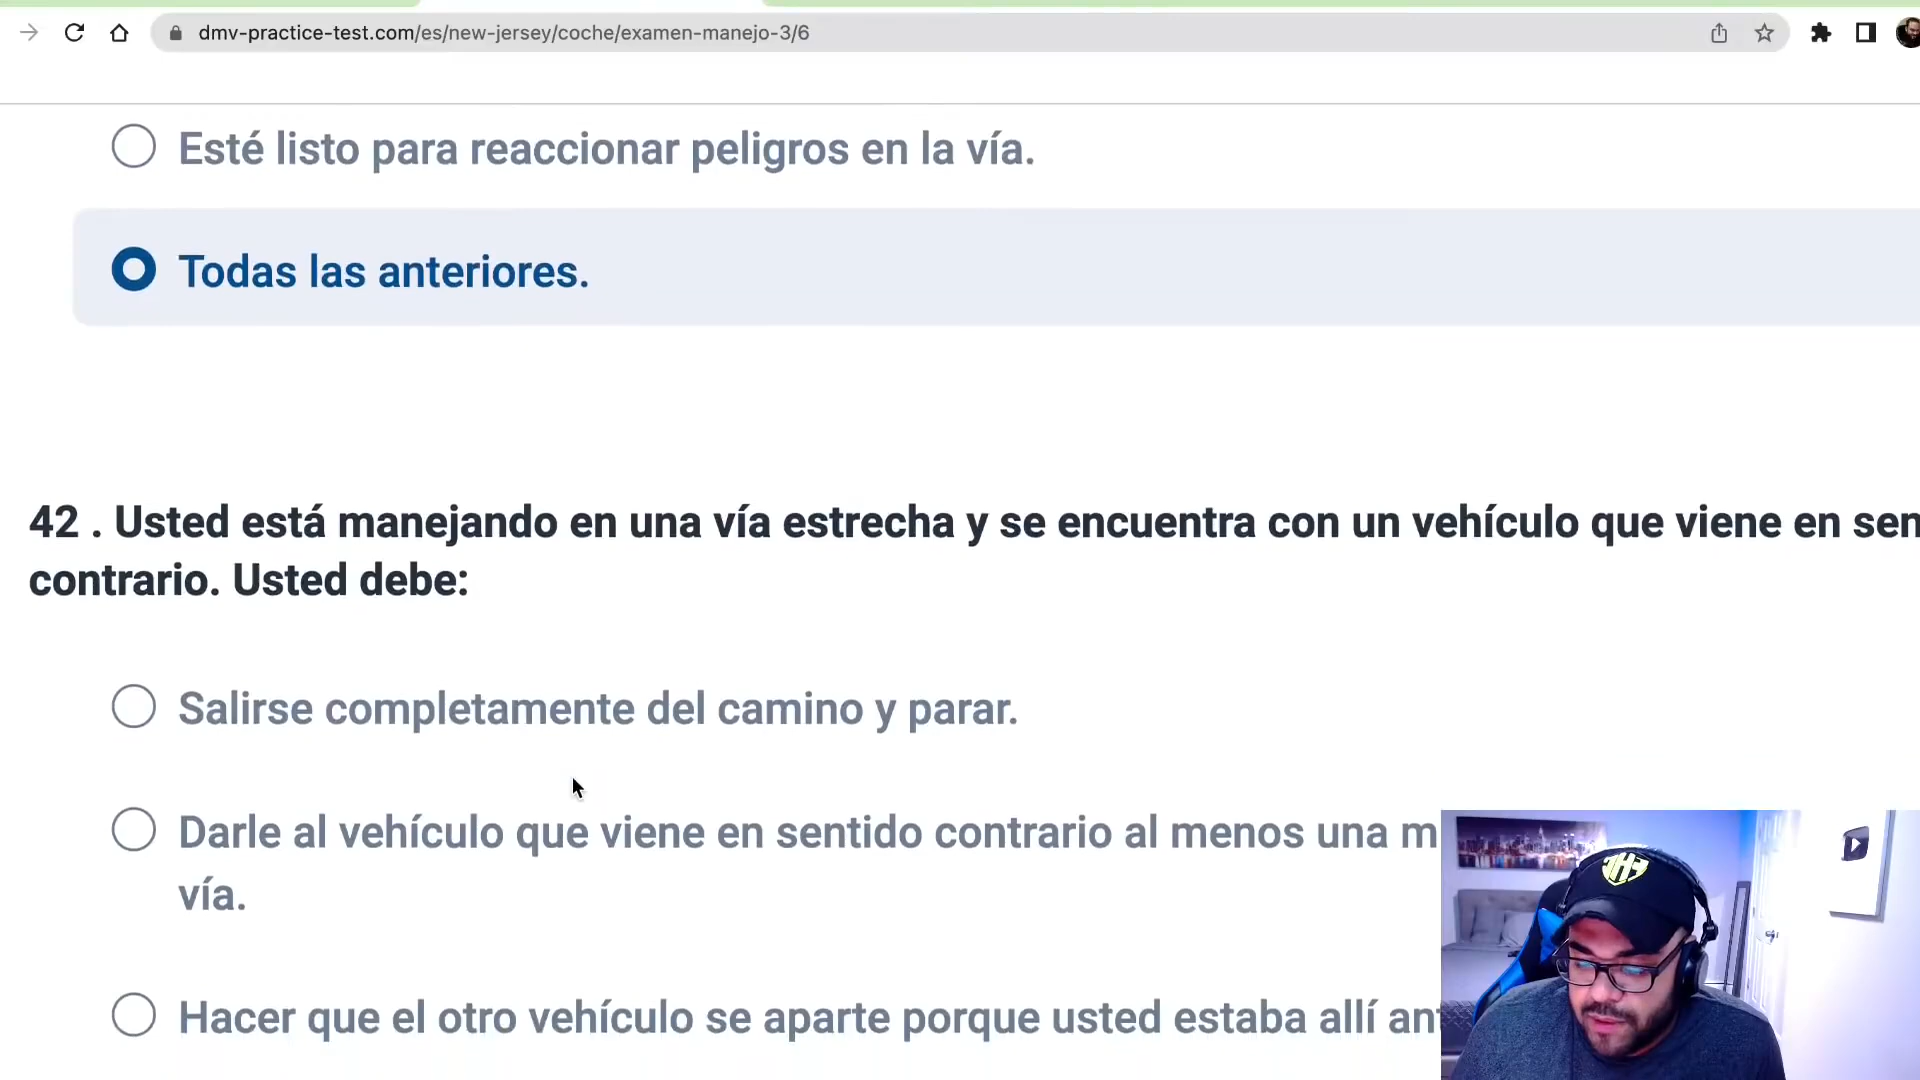 dmv-practice-test.com/es/new-jersey/coche/examen-manejo-3/6
Esté listo para reaccionar peligros en la vía.
Todas las anteriores.
42 . Usted está manejando en una vía estrecha y se encuentra con un vehículo que viene en sen
contrario. Usted debe:
Salirse completamente del camino y parar.
Darle al vehículo que viene en sentido contrario al menos una m
vía.
Hacer que el otro vehículo se aparte porque usted estaba allí ant